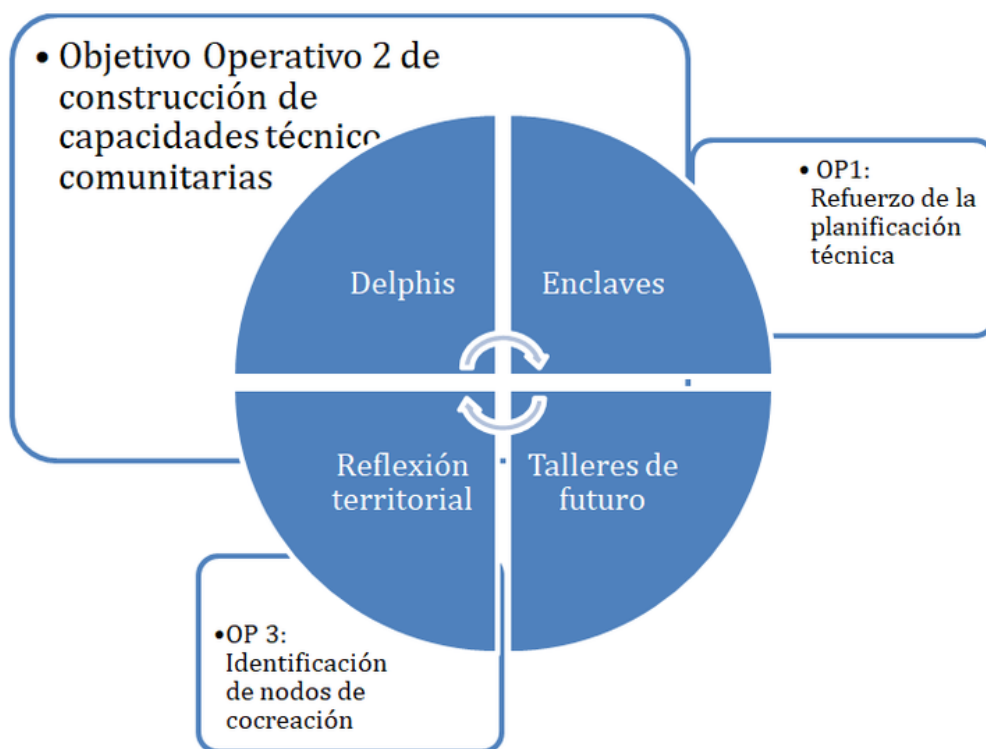 • Objetivo Operativo 2 de
construcción de
capacidades técnico
comunitarias
• OP1:
Refuerzo de la
planificación
técnica
Delphis
Enclaves
Reflexión
territorial
Talleres de
futuro
•OP 3:
Identificación
de nodos de
cocreación